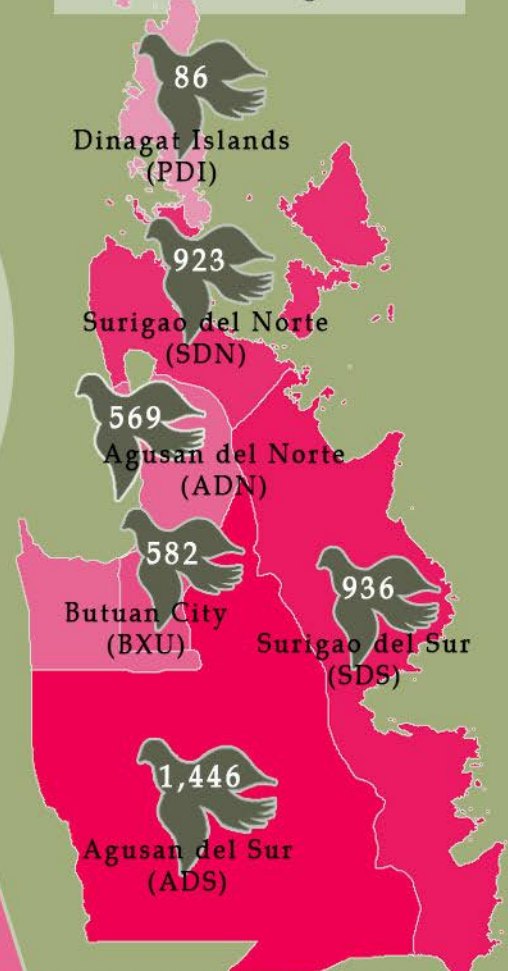 86
Dinagat Islands
(PDI)
923
Surigao del Norte
(SDN)
569
Agusan del Norte
(ADN)
582
Butuan City
(BXU)
936
Surigao del Sur
(SDS)
1,446
Agusan del Sur
(ADS)